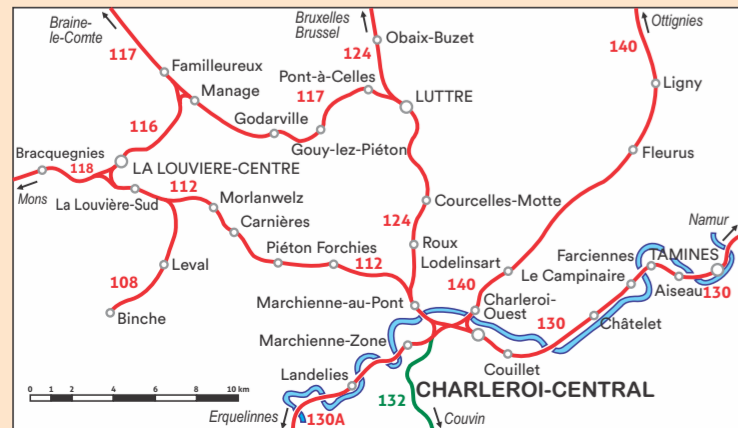 Braine-
le-Comte
Bruxelles
Brussel
Ottignies
117
124
Obaix-Buzet
140
Familleureux
Pont-à-Celles
Manage
117
LUTTRE
Ligny
116
Godarville
Gouy-lez-Piéton
Bracquegnies
118
LA LOUVIERE-CENTRE
Fleurus
Mons
La Louvière-Sud
112
Morlanwelz
Courcelles-Motte
Carnières
124
Namur
Piéton
Forchies
112
Roux
Lodelinsart
Farciennes
TAMINES
Leval
108
140
Le Campinaire
Aiseau
130
Binche
Marchienne-au-Pont
Charleroi-
Ouest
130
Châtelet
Marchienne-Zone
Couillet
Landelies
CHARLEROI-CENTRAL
0 1 2 4 6 8 10 km
Erquelinnes
130A
132
Couvin